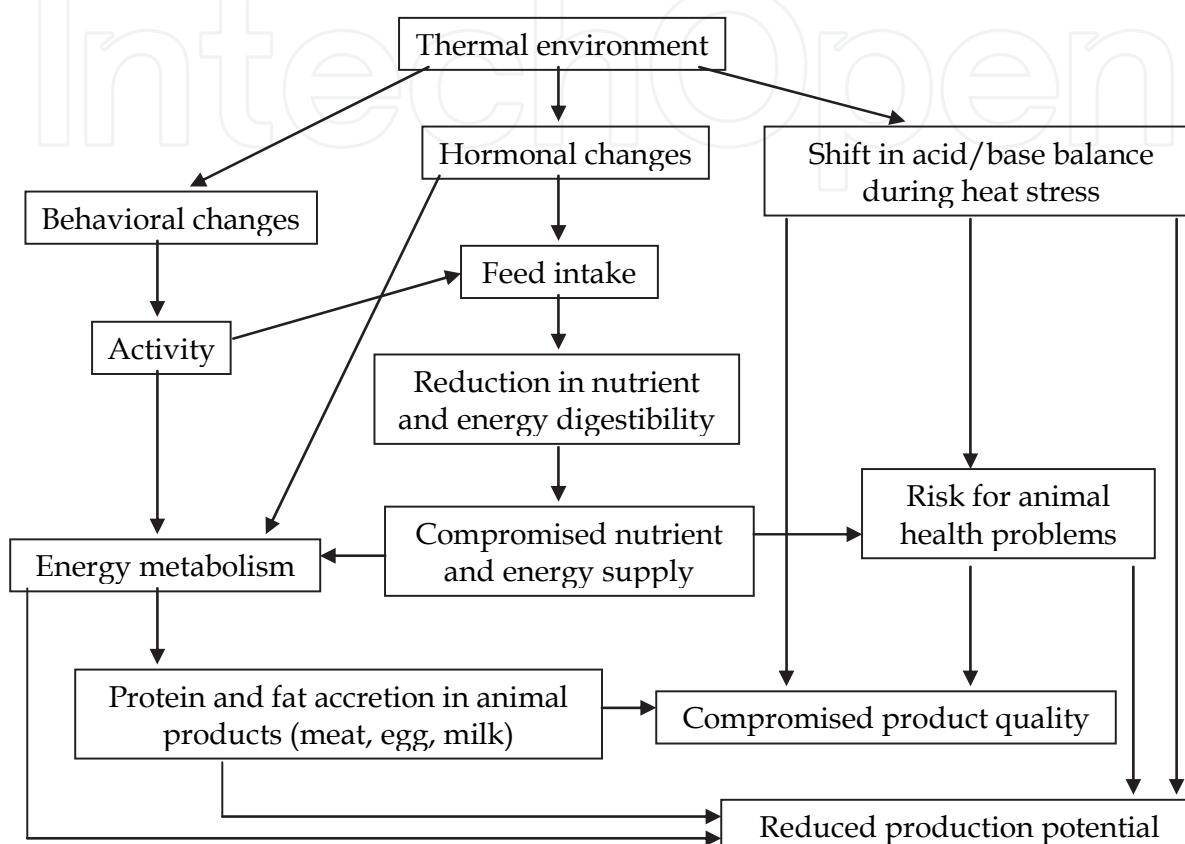 IntechOpen
Thermal environment
Hormonal changes
Shift in acid/base balance
during heat stress
Behavioral changes
Feed intake
Activity
Reduction in nutrient
and energy digestibility
Risk for animal
health problems
Compromised nutrient
and energy supply
Energy metabolism
Protein and fat accretion in animal
products (meat, egg, milk)
Compromised product quality
Reduced production potential